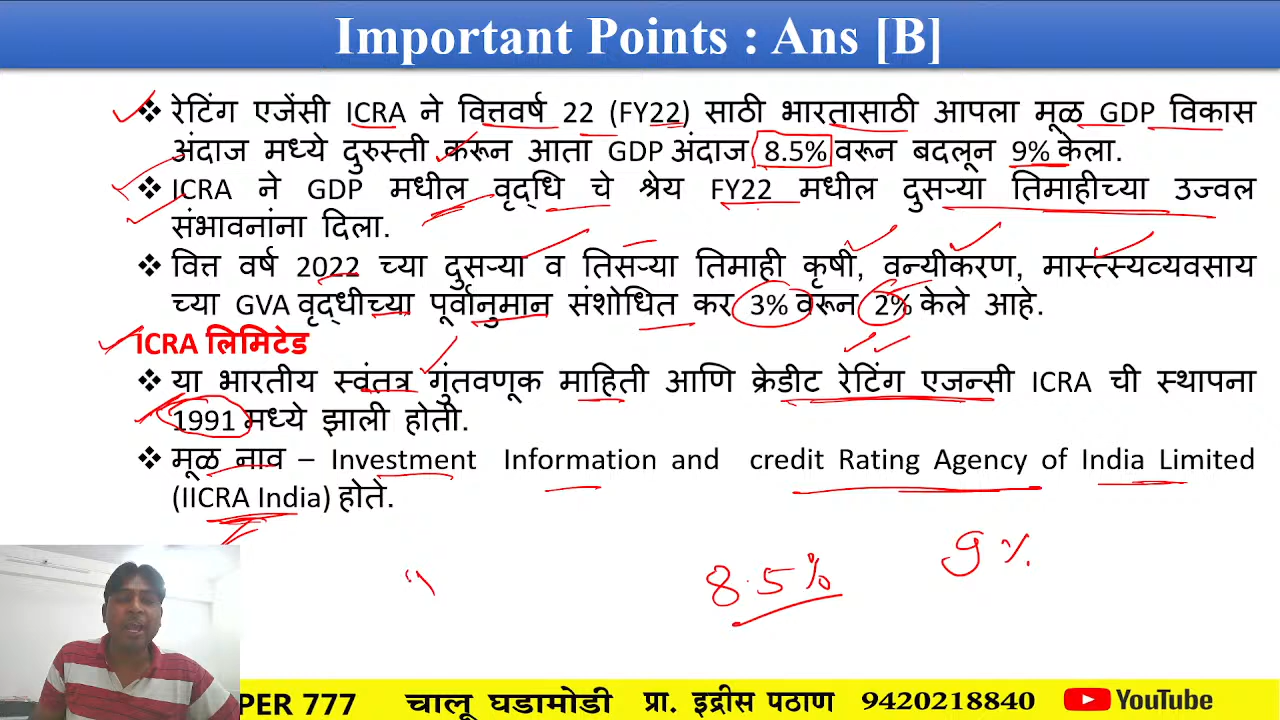 Important Points : Ans [B]
❖ रेटिंग एजेंसी ICRA ने वित्तवर्ष 22 (FY22) साठी भारतासाठी आपला मूळ GDP विकास
अंदाज मध्ये दुरुस्ती करून आता GDP अंदाज 8.5% वरून बदलून 9% केला.
❖ ICRA ने GDP मधील वृद्धि चे श्रेय FY22 मधील दुसऱ्या तिमाहीच्या उज्वल
संभावनांना दिला.
❖ वित्त वर्ष 2022 च्या दुसऱ्या व तिसऱ्या तिमाही कृषी, वन्यीकरण, मास्त्स्यव्यवसाय
च्या GVA वृद्धीच्या पूर्वानुमान संशोधित कर 3% वरून 2% केले आहे.
ICRA लिमिटेड
❖ या भारतीय स्वंतत्र गुंतवणूक माहिती आणि क्रेडीट रेटिंग एजन्सी ICRA ची स्थापना
1991 मध्ये झाली होती.
❖ मूळ नाव – Investment Information and credit Rating Agency of India Limited
(IICRA India) होते.
8.5% 9%
PER 777 चालू घडामोडी प्रा. इद्रीस पठाण 9420218840 YouTube